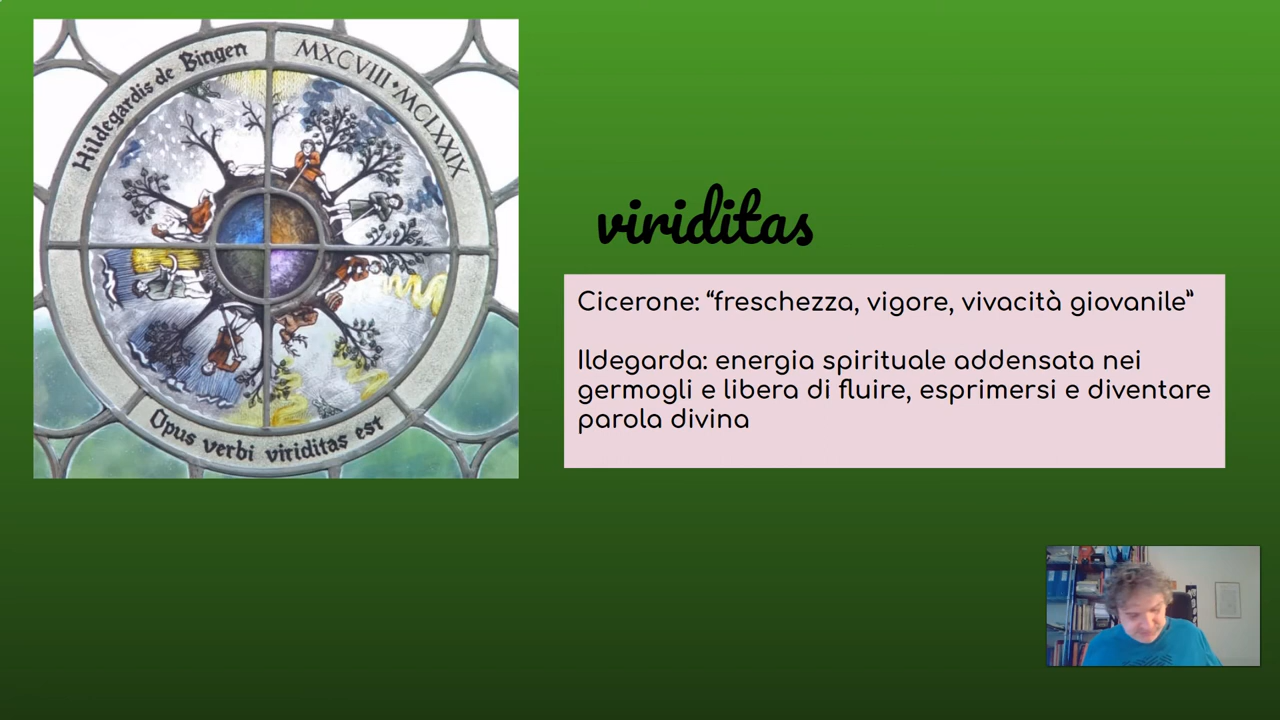 Hildegardis de Bingen
MXCVIII • MCLXXIX
Opus verbi viriditas est
viriditas
Cicerone: “freschezza, vigore, vivacità giovanile”
Ildegarda: energia spirituale addensata nei
germogli e libera di fluire, esprimersi e diventare
parola divina